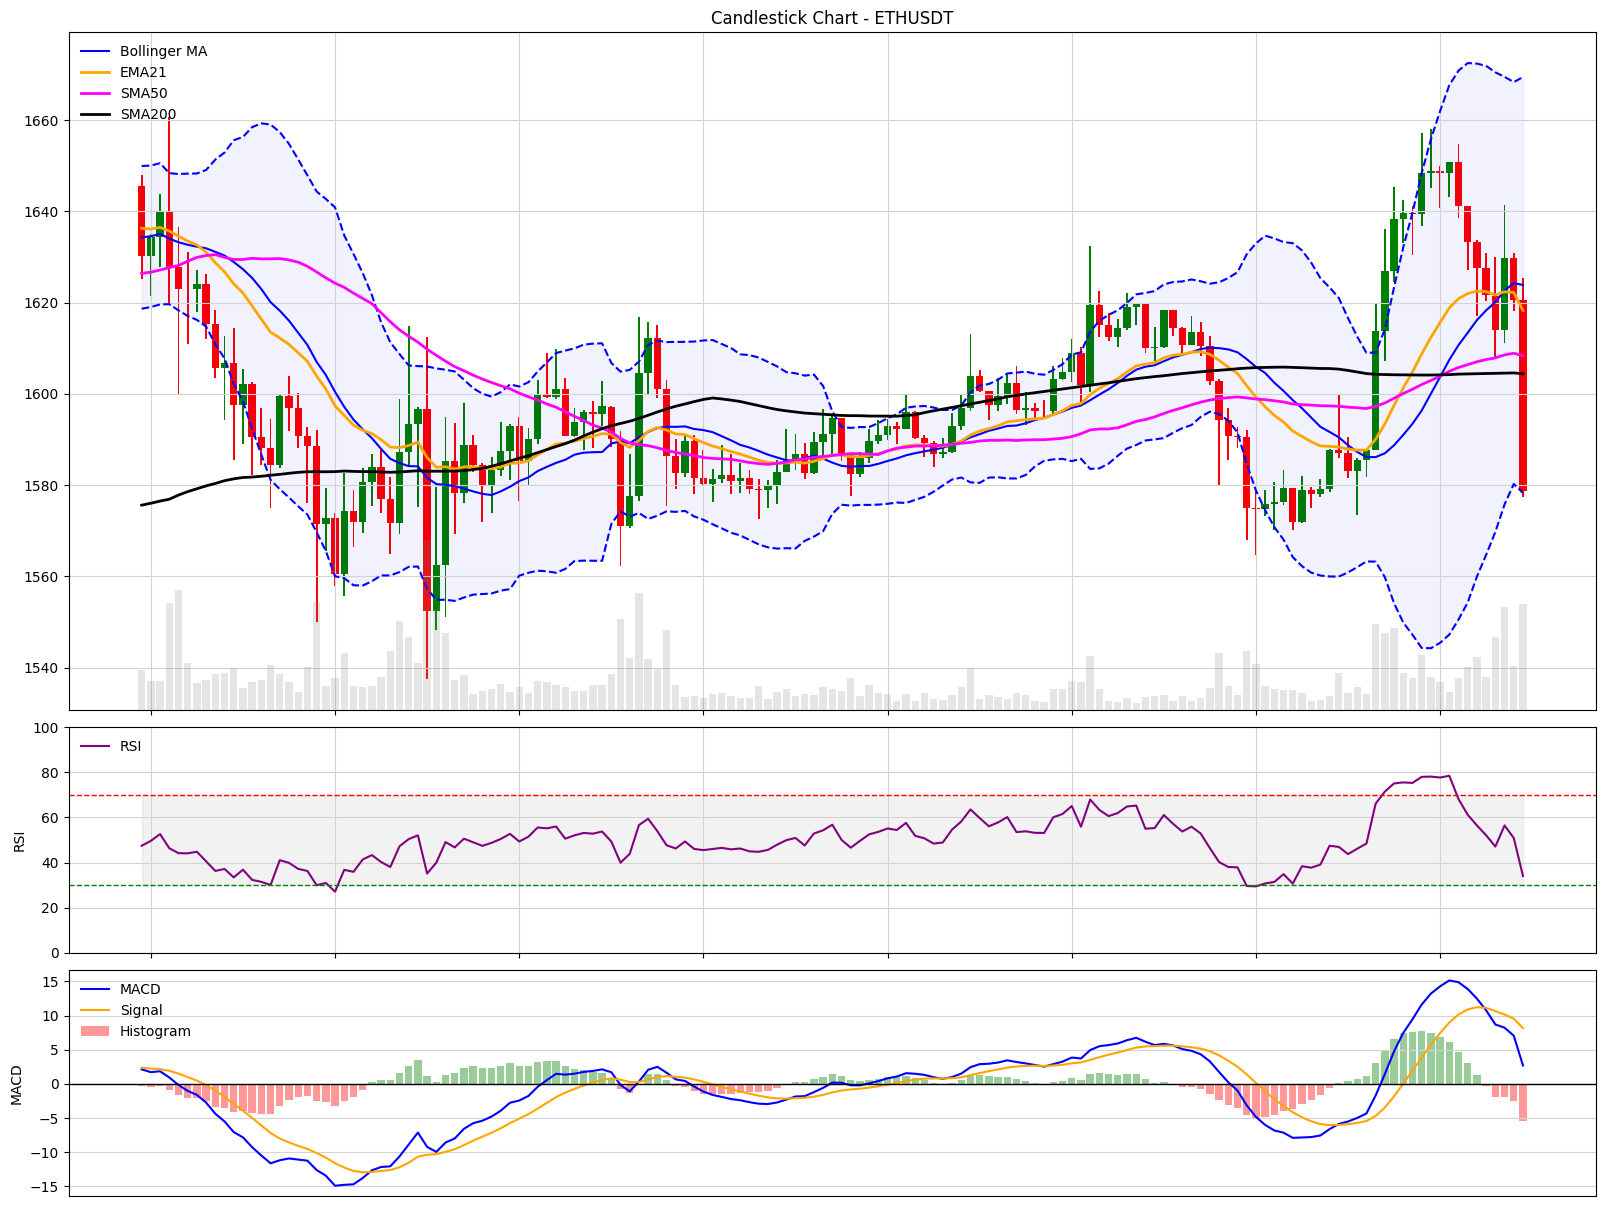 Candlestick Chart - ETHUSDT
Bollinger MA
EMA21
SMA50
SMA200
1660
1640
1620
1600
1580
1560
1540
RSI
100
80
60
40
20
0
RSI
MACD
Signal
Histogram
15
10
5
0
−5
−10
−15
MACD